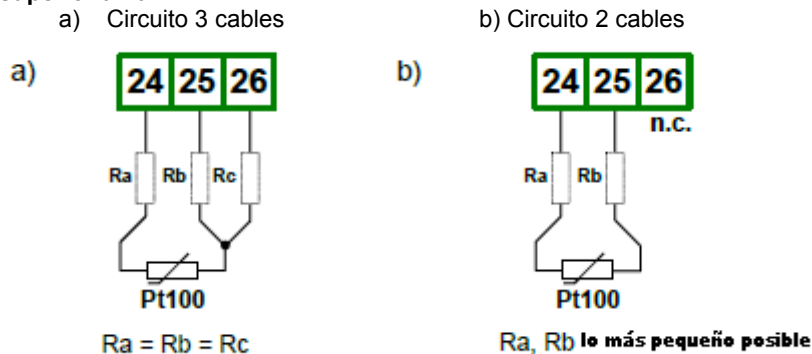 a) Circuito 3 cables
b) Circuito 2 cables
a)
24 25 26
Ra Rb Rc
Pt100
Ra = Rb = Rc
b)
24 25 26
n.c.
Ra Rb
Pt100
Ra, Rb lo más pequeño posible